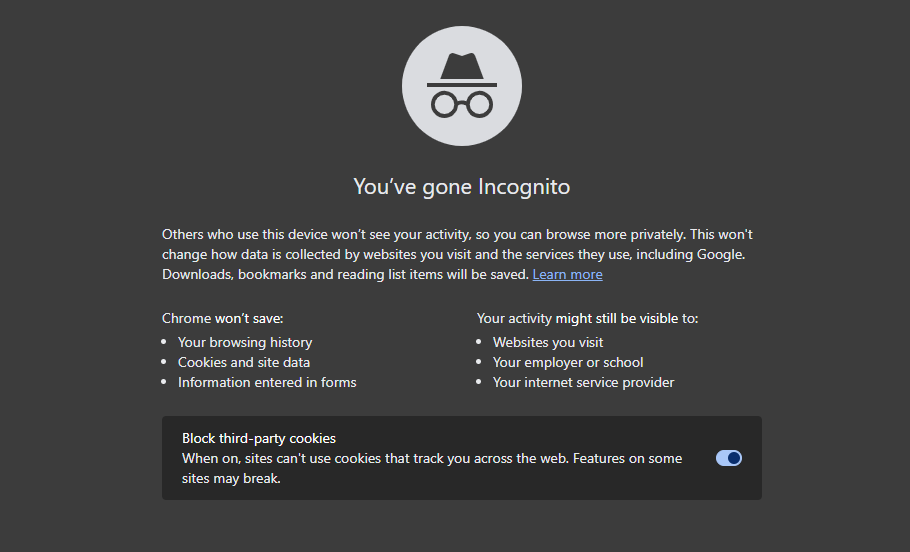 You’ve gone Incognito
Others who use this device won’t see your activity, so you can browse more privately. This won't
change how data is collected by websites you visit and the services they use, including Google.
Downloads, bookmarks and reading list items will be saved. Learn more
Chrome won’t save:
Your browsing history
Cookies and site data
Information entered in forms
Your activity might still be visible to:
Websites you visit
Your employer or school
Your internet service provider
Block third-party cookies
When on, sites can't use cookies that track you across the web. Features on some
sites may break.